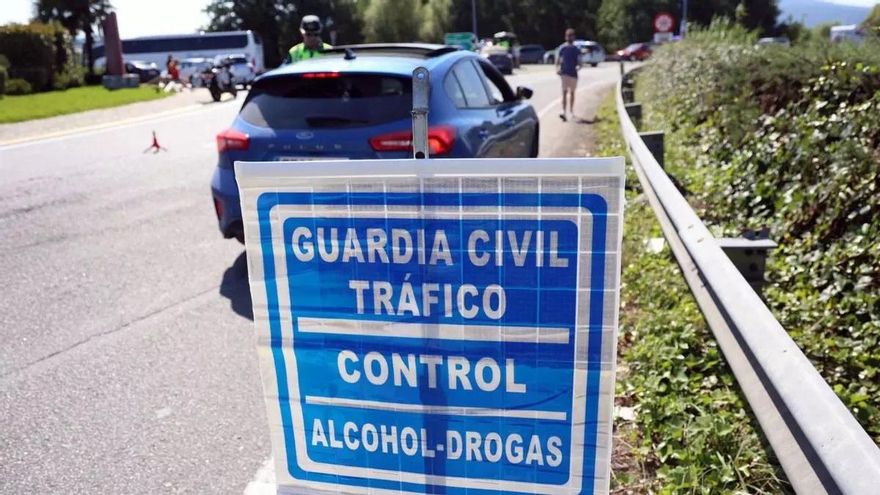 GUARDIA CIVIL
TRÁFICO
CONTROL
ALCOHOL-DROGAS